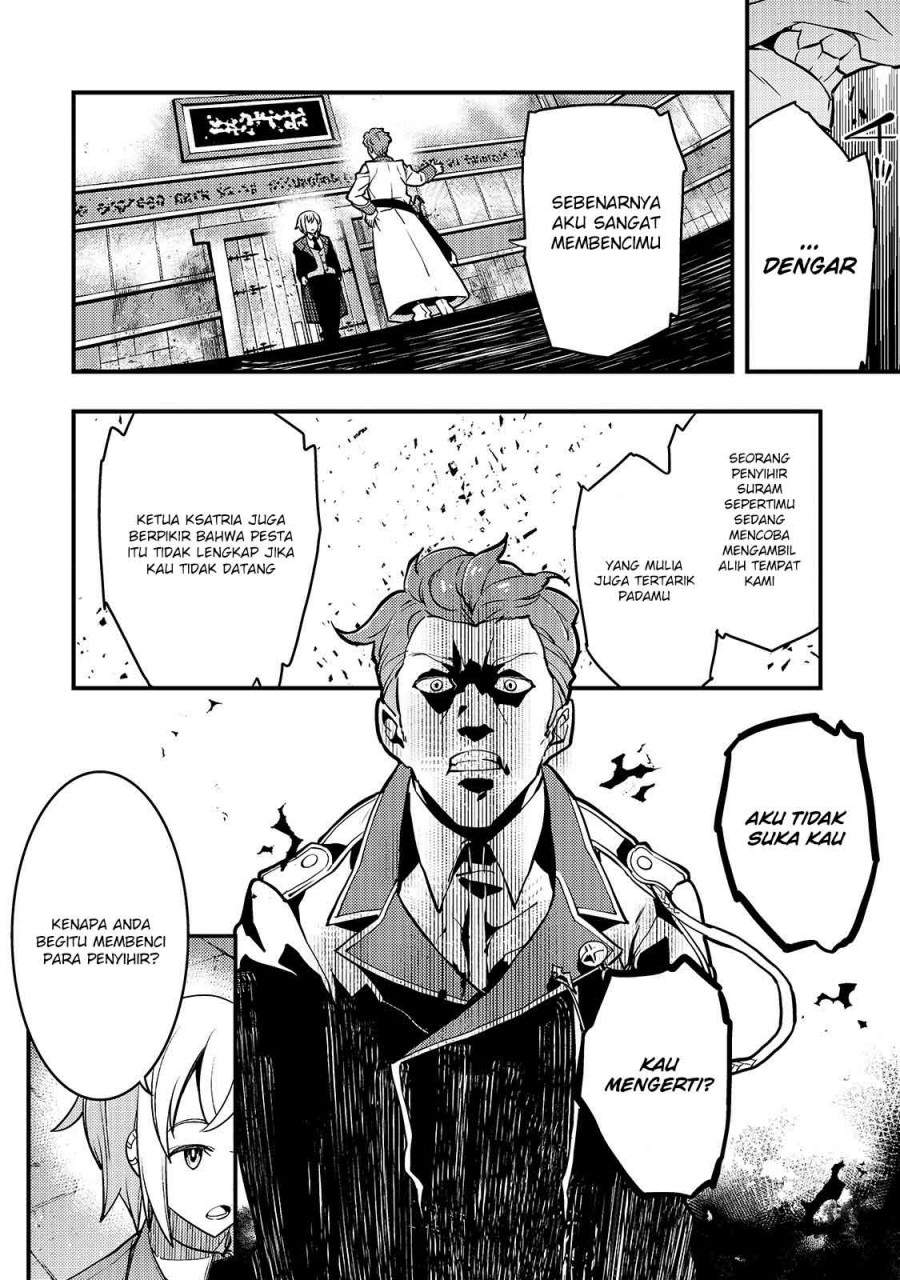 ...
DENGAR
SEBENARNYA
AKU SANGAT
MEMBENCIMU
SEORANG
PENYIHIR
SURAM
SEPERTIMU
SEDANG
MENCOBA
MENGAMBIL
ALIH TEMPAT
KAMI
YANG MULIA
JUGA TERTARIK
PADAMU
KETUA KSATRIA JUGA
BERPIKIR BAHWA PESTA
ITU TIDAK LENGKAP JIKA
KAU TIDAK DATANG
AKU TIDAK
SUKA KAU
KAU
MENGERTI?
KENAPA ANDA
BEGITU MEMBENCI
PARA PENYIHIR?